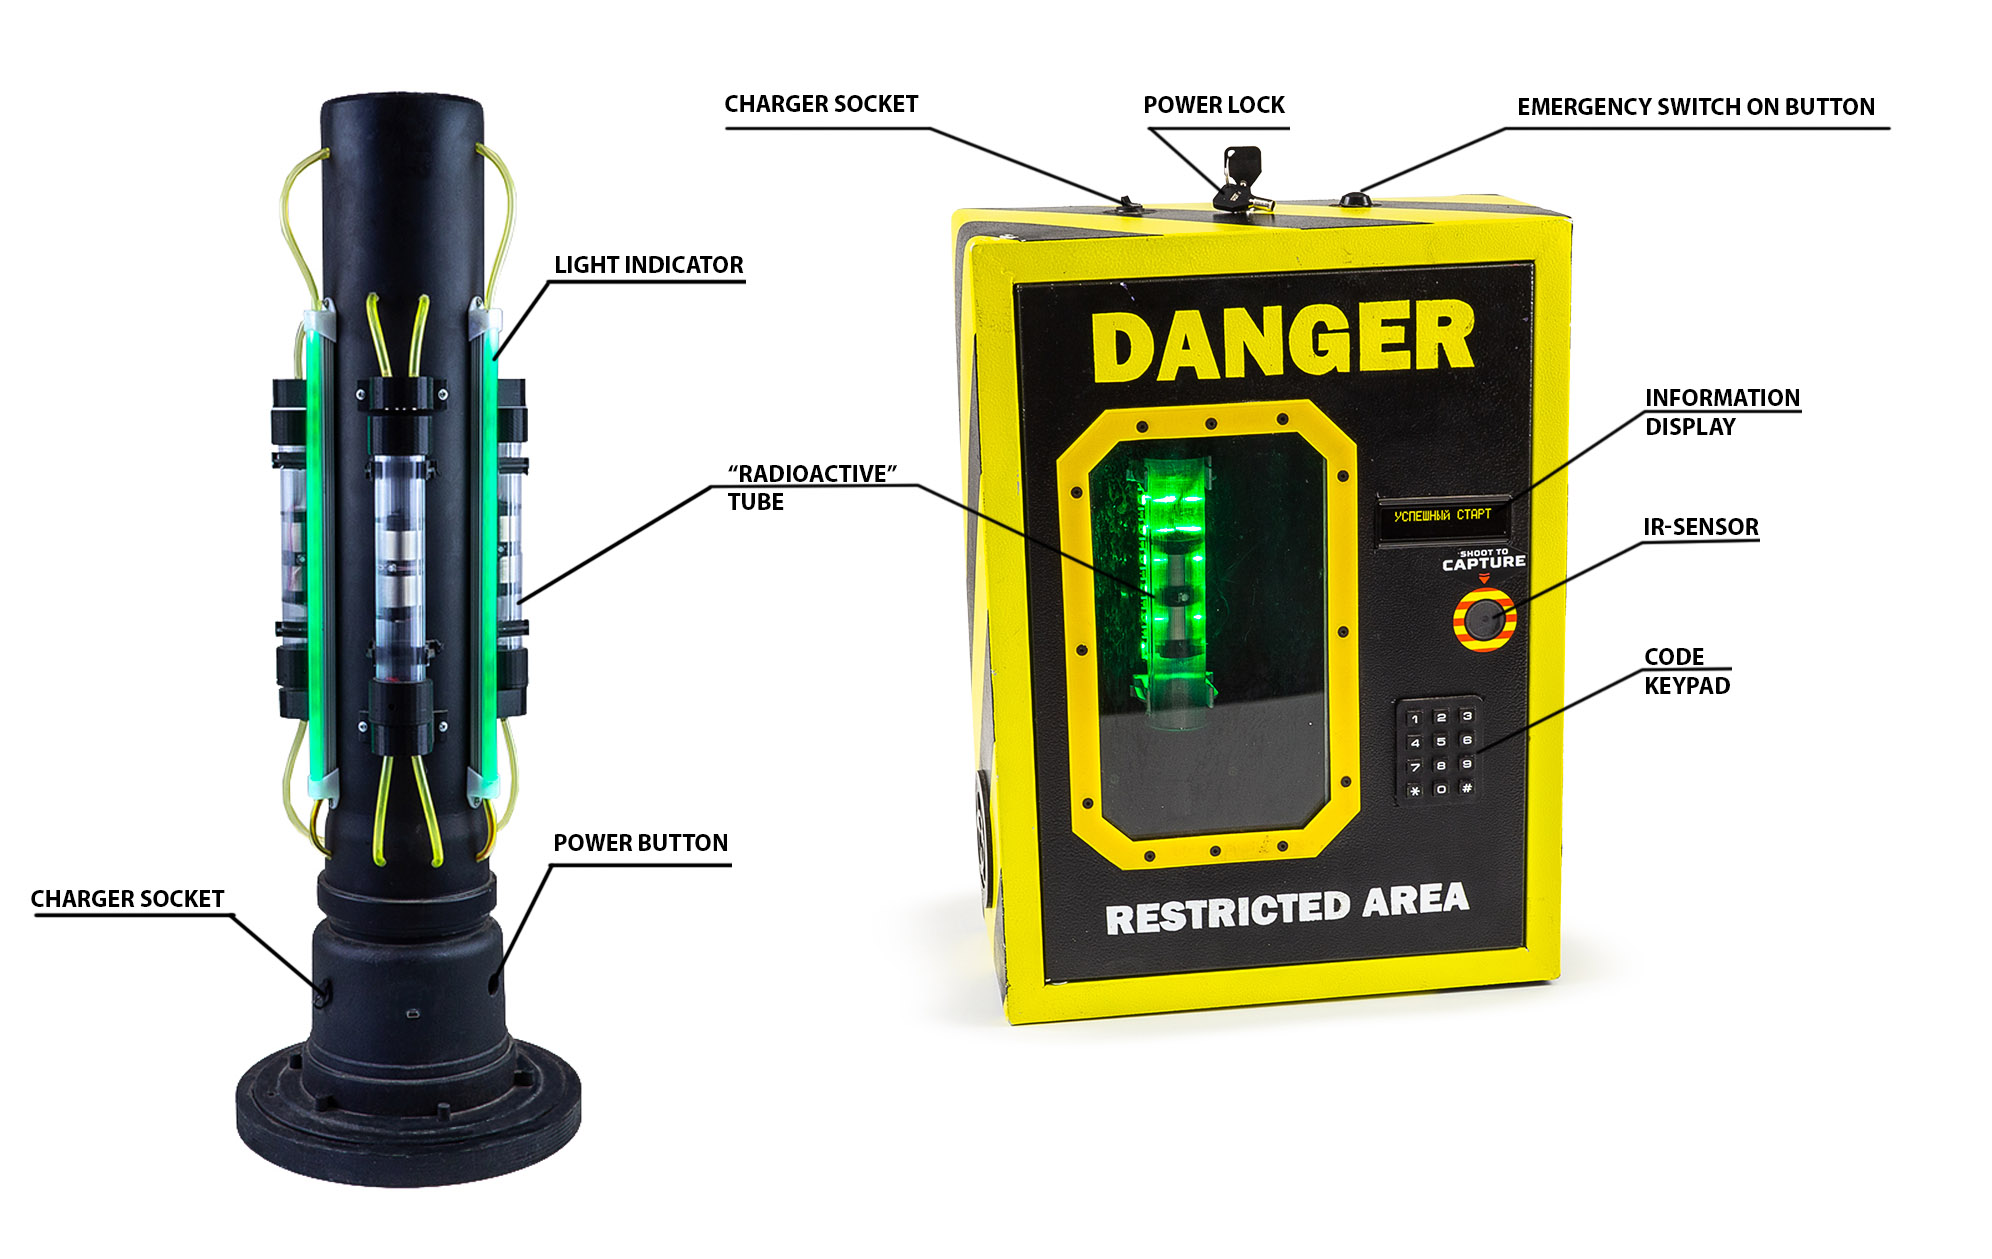 CHARGER SOCKET
POWER LOCK
EMERGENCY SWITCH ON BUTTON
LIGHT INDICATOR
DANGER
INFORMATION
DISPLAY
“RADIOACTIVE”
TUBE
УСПЕШНЫЙ СТАРТ
IR-SENSOR
SHOOT TO
CAPTURE
CODE
KEYPAD
1 2 3
4 5 6
7 8 9
* 0 #
POWER BUTTON
CHARGER SOCKET
RESTRICTED AREA